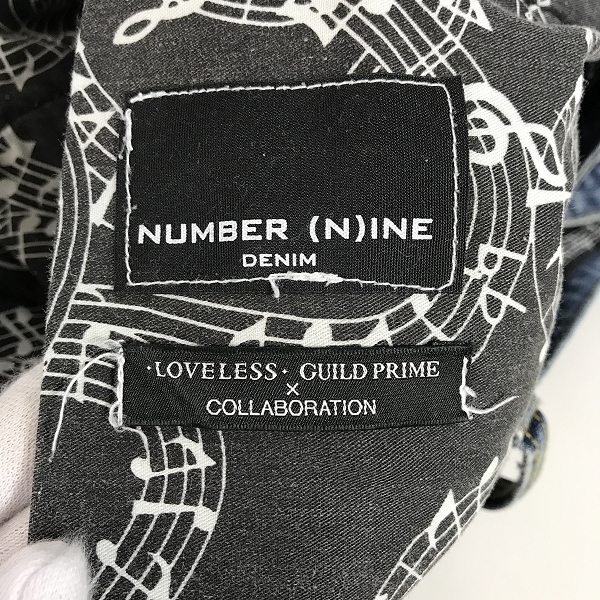 NUMBER (N)INE
DENIM
·LOVELESS· GUILD PRIME
×
COLLABORATION